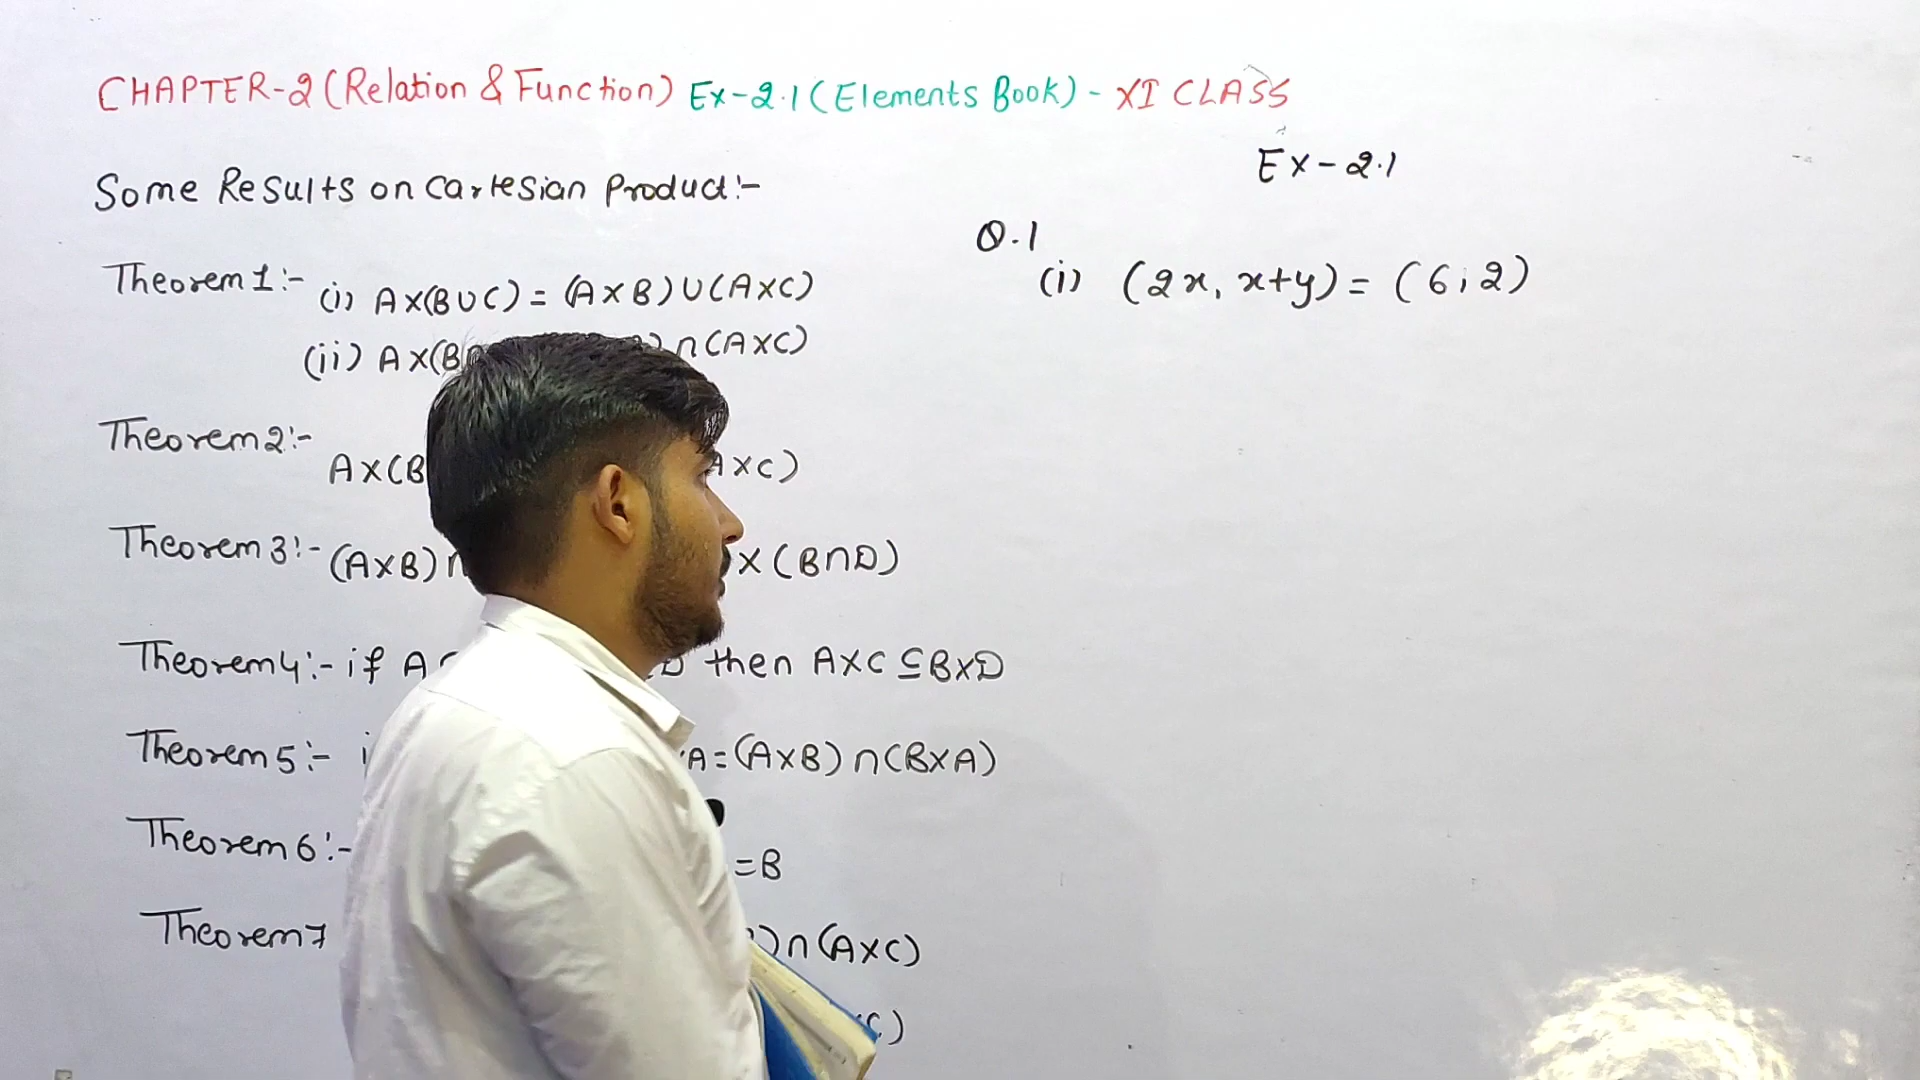 CHAPTER-2 (Relation & Function) Ex-2.1 (Elements Book) - XI CLASS
Some Results on Cartesian Product:-
Theorem 1:- (i) A×(B∪C) = (A×B)∪(A×C)
(ii) A×(B ∩(A×C)
Theorem 2:-
A×(B A×C)
Theorem 3:- (A×B)∩ ×(B∩D)
Theorem 4:- if A D then A×C ⊆ B×D
Theorem 5:- i A=(A×B)∩(B×A)
Theorem 6:-
=B
Theorem 7 )∩(A×C)
C)
Ex-2.1
Q.1
(i) (2x, x+y) = (6, 2)